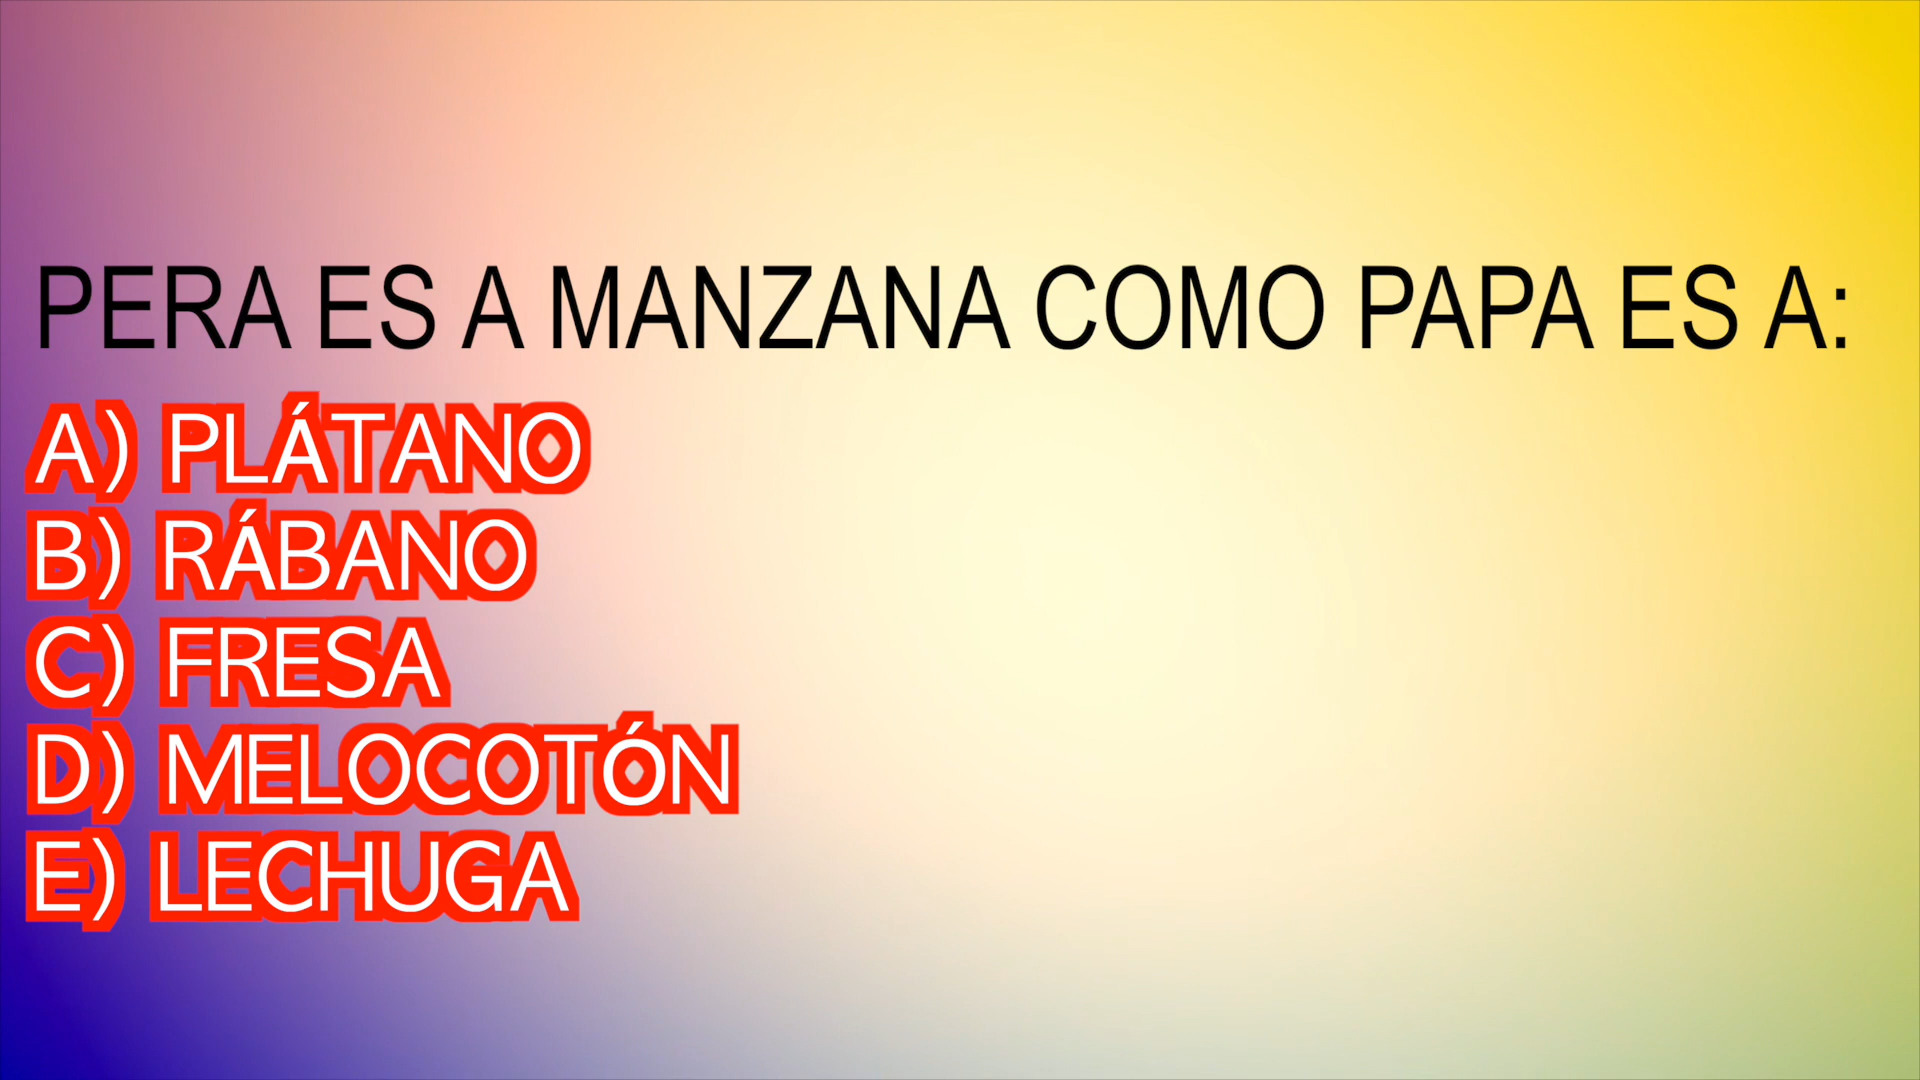 PERA ES A MANZANA COMO PAPA ES A:
A) PLÁTANO
B) RÁBANO
C) FRESA
D) MELOCOTÓN
E) LECHUGA